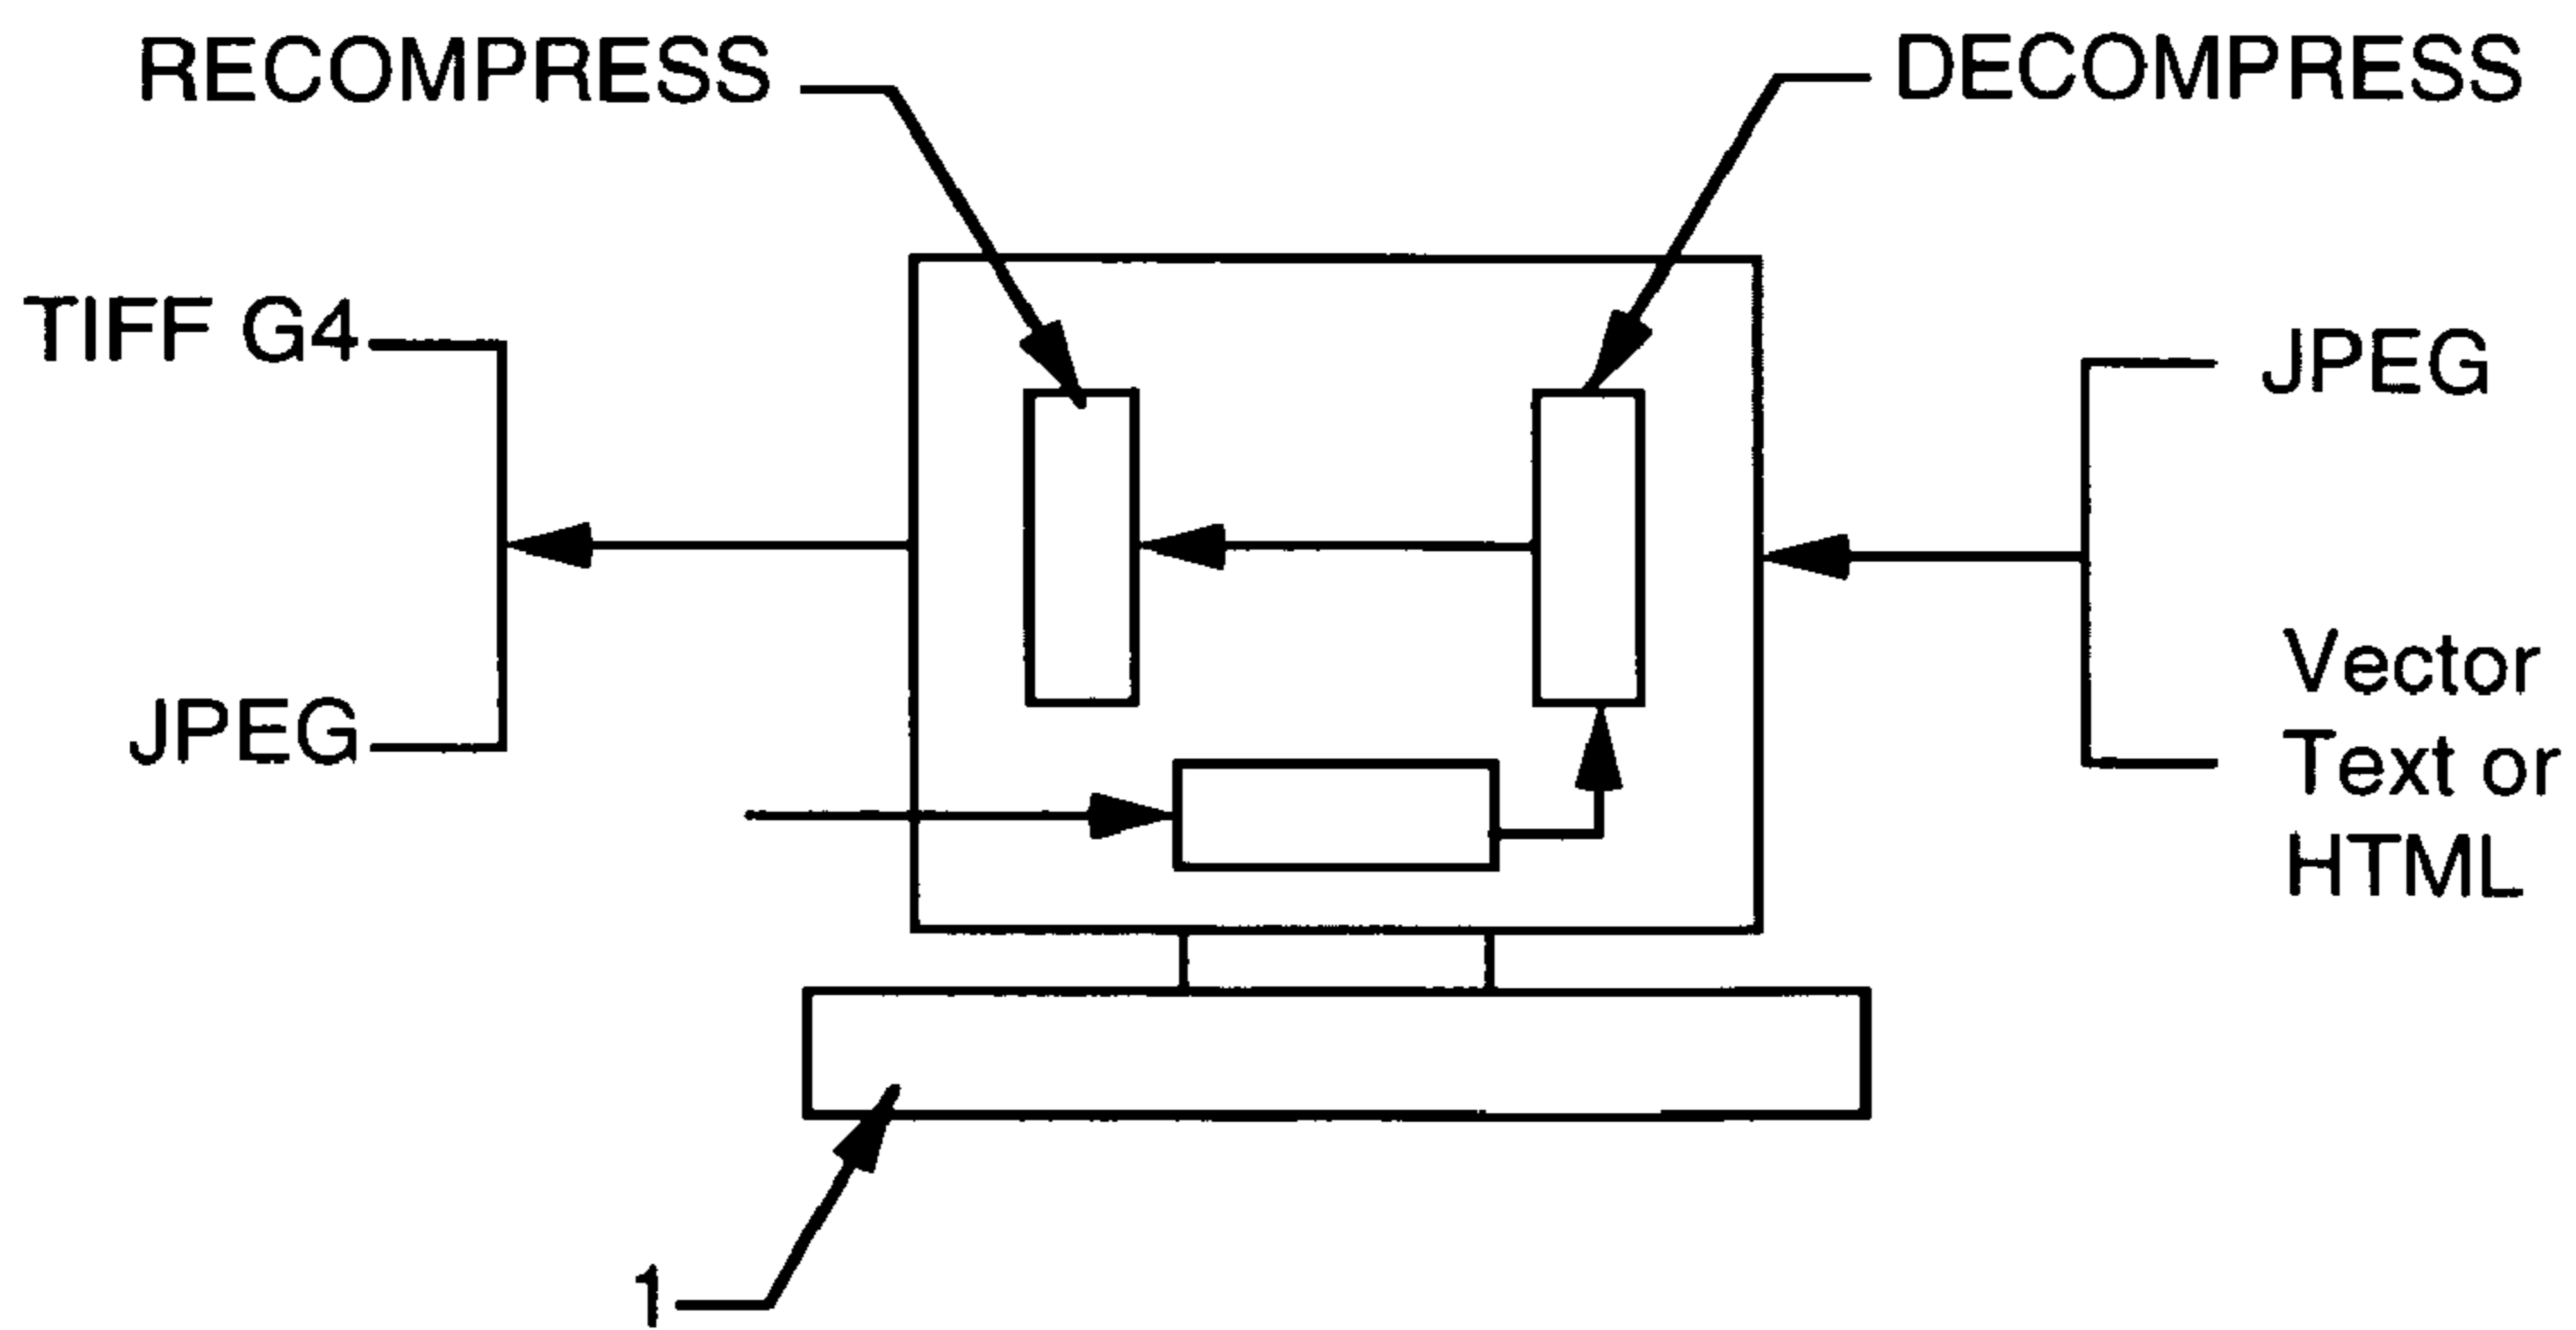 RECOMPRESS
DECOMPRESS
TIFF G4
JPEG
JPEG
Vector
Text or
HTML
1